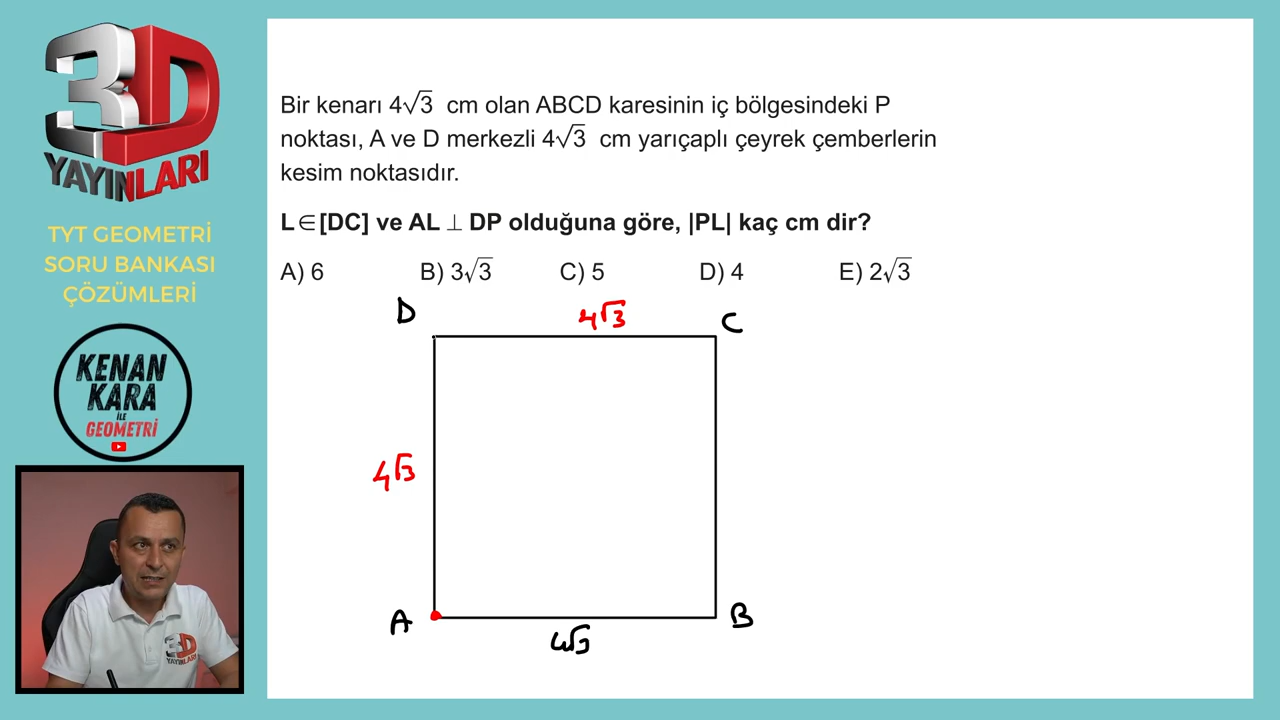 3D
YAYINLARI
TYT GEOMETRİ
SORU BANKASI
ÇÖZÜMLERİ
KENAN
KARA
İLE
GEOMETRİ
3D
YAYINLARI
Bir kenarı 4√3 cm olan ABCD karesinin iç bölgesindeki P
noktası, A ve D merkezli 4√3 cm yarıçaplı çeyrek çemberlerin
kesim noktasıdır.
L∈[DC] ve AL ⊥ DP olduğuna göre, |PL| kaç cm dir?
A) 6 B) 3√3 C) 5 D) 4 E) 2√3
D 4√3 C
4√3
A B
4√3